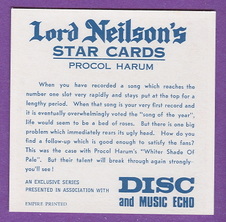 Lord Neilson's
STAR CARDS
PROCOL HARUM
When you have recorded a song which reaches the
number one slot very rapidly and stays at the top for a
lengthy period. When that song is your very first record and
it is eventually overwhelmingly voted the "song of the year",
life would seem to be a bed of roses. But there is one big
problem which immediately rears its ugly head. How do you
find a follow-up which is good enough to satisfy the fans?
This was the case with Procol Harum's "Whiter Shade Of
Pale". But their talent will break through again strongly-
you'll see!
AN EXCLUSIVE SERIES
PRESENTED IN ASSOCIATION WITH
DISC
and MUSIC ECHO
EMPIRE PRINTED